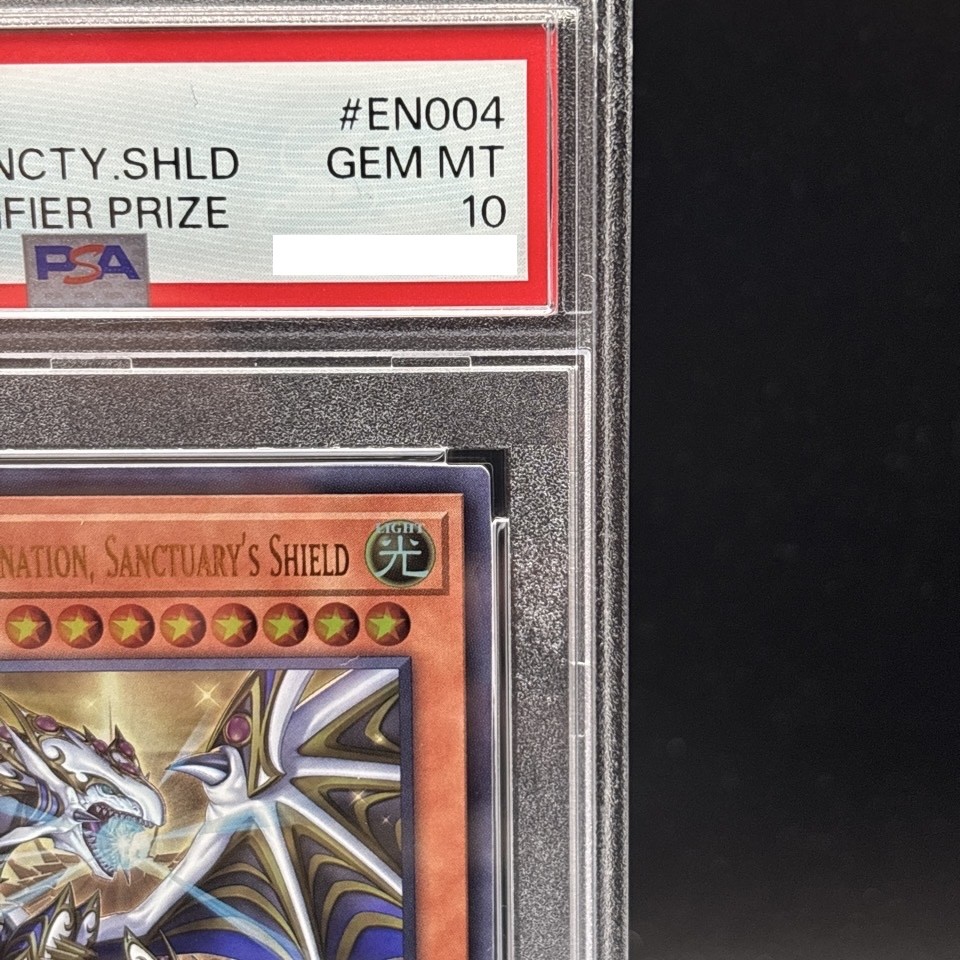 #EN004
NCTY.SHLD GEM MT
FIER PRIZE 10
PSA
NATION, SANCTUARY'S SHIELD
LIGHT
光